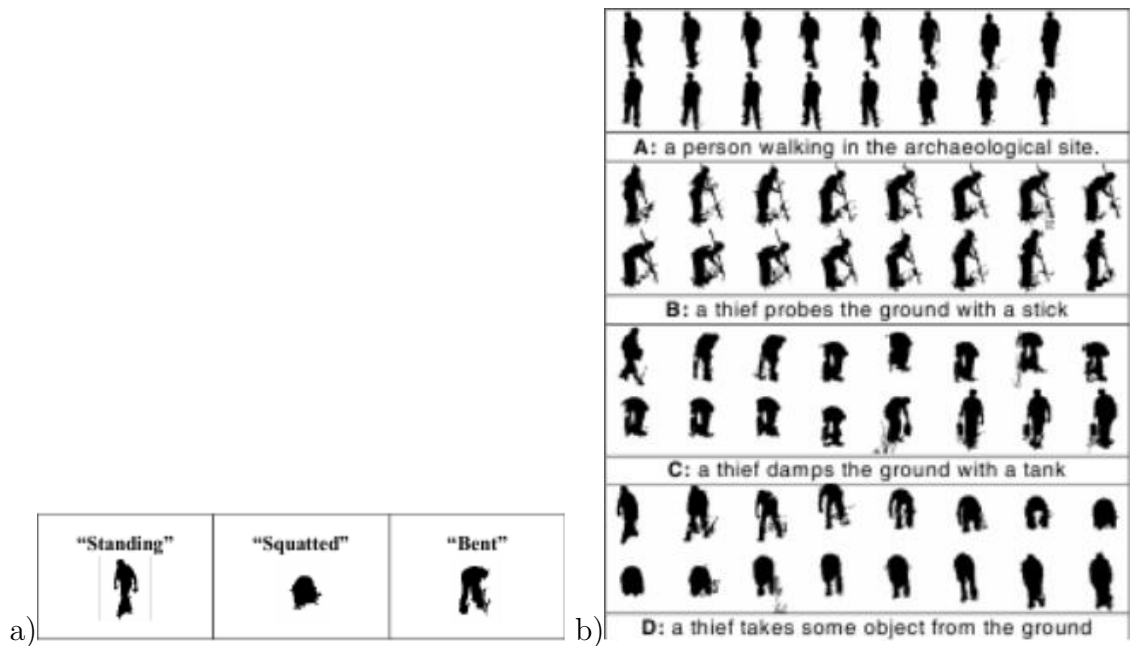 a)
“Standing” “Squatted” “Bent”
b)
A: a person walking in the archaeological site.
B: a thief probes the ground with a stick
C: a thief damps the ground with a tank
D: a thief takes some object from the ground